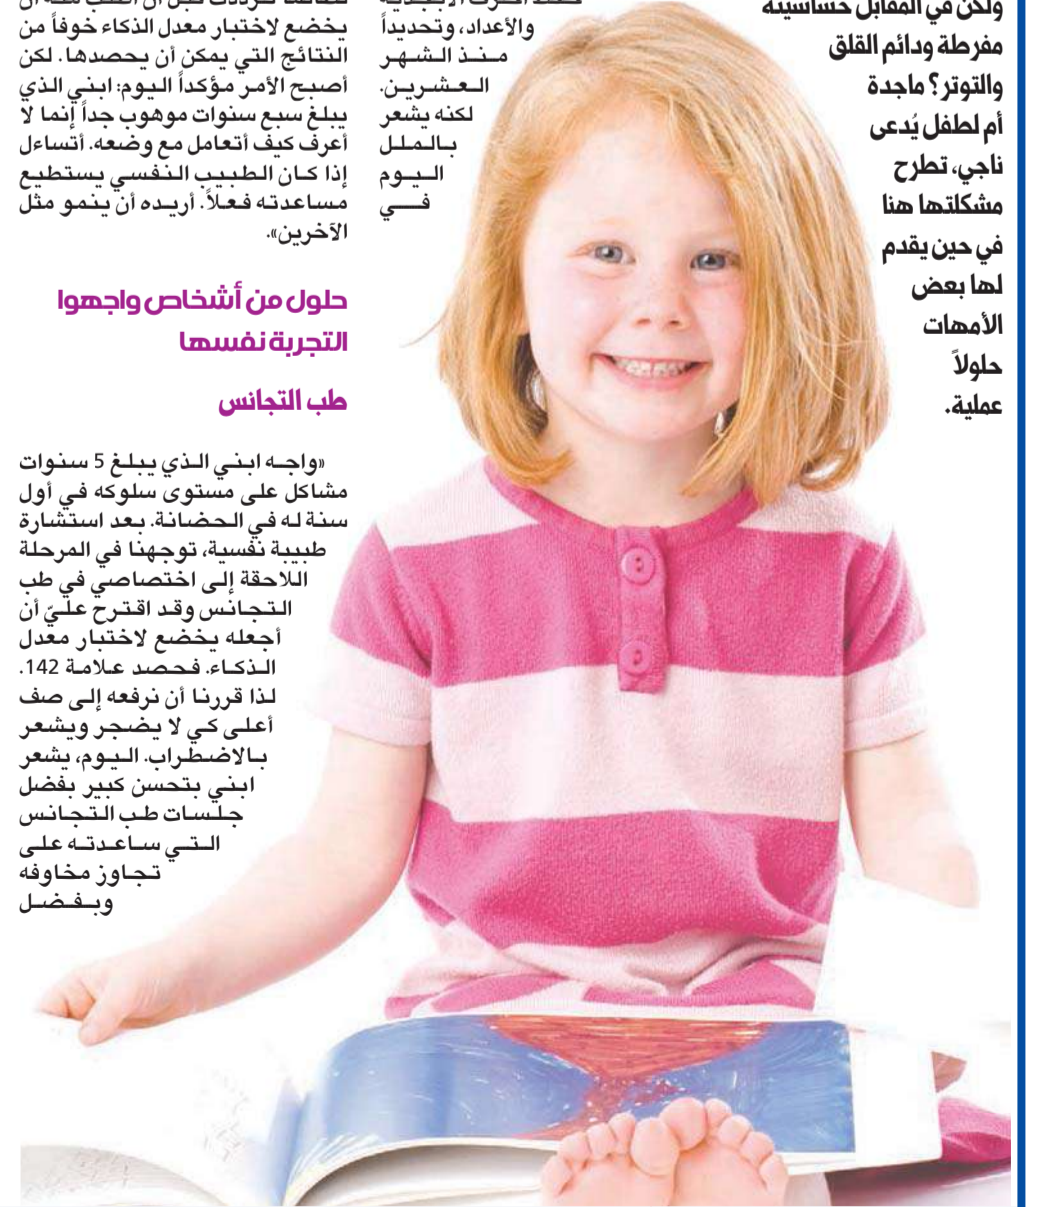 ولكن في المقابل حساسيته
مفرطة ودائم القلق
والتوتر؟ ماجدة
أم لطفل يُدعى
ناجي، تطرح
مشكلتها هنا
في حين يقدم
لها بعض
الأمهات
حلولاً
عملية.
والأعداد، وتحديداً
منذ الشهر
العشرين.
لكنه يشعر
بالملل
اليوم
في
يخضع لاختبار معدل الذكاء خوفاً من
النتائج التي يمكن أن يحصدها. لكن
أصبح الأمر مؤكداً اليوم: ابني الذي
يبلغ سبع سنوات موهوب جداً إنما لا
أعرف كيف أتعامل مع وضعه. أتساءل
إذا كان الطبيب النفسي يستطيع
مساعدته فعلاً. أريده أن ينمو مثل
الآخرين».
حلول من أشخاص واجهوا
التجربة نفسها
طب التجانس
«واجه ابني الذي يبلغ 5 سنوات
مشاكل على مستوى سلوكه في أول
سنة له في الحضانة. بعد استشارة
طبيبة نفسية، توجهنا في المرحلة
اللاحقة إلى اختصاصي في طب
التجانس وقد اقترح عليّ أن
أجعله يخضع لاختبار معدل
الذكاء. فحصد علامة 142.
لذا قررنا أن نرفعه إلى صف
أعلى كي لا يضجر ويشعر
بالاضطراب. اليوم، يشعر
ابني بتحسن كبير بفضل
جلسات طب التجانس
التي ساعدته على
تجاوز مخاوفه
وبفضل